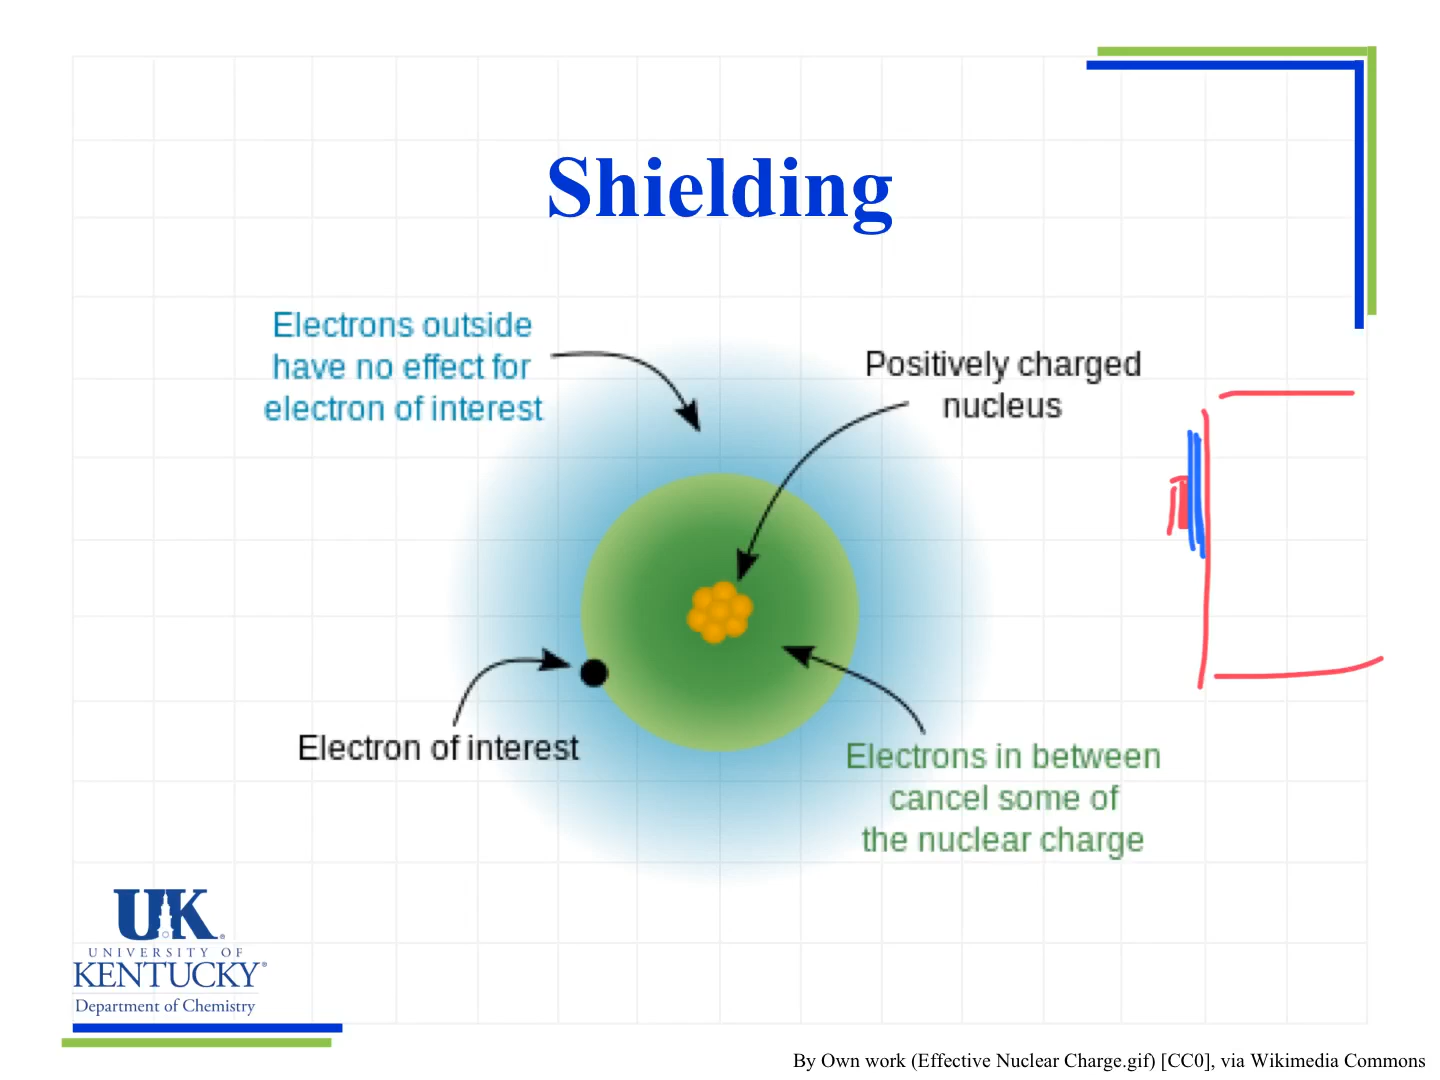 Shielding
Electrons outside
have no effect for
electron of interest
Positively charged
nucleus
Electron of interest
Electrons in between
cancel some of
the nuclear charge
UK
UNIVERSITY OF
KENTUCKY®
Department of Chemistry
By Own work (Effective Nuclear Charge.gif) [CC0], via Wikimedia Commons